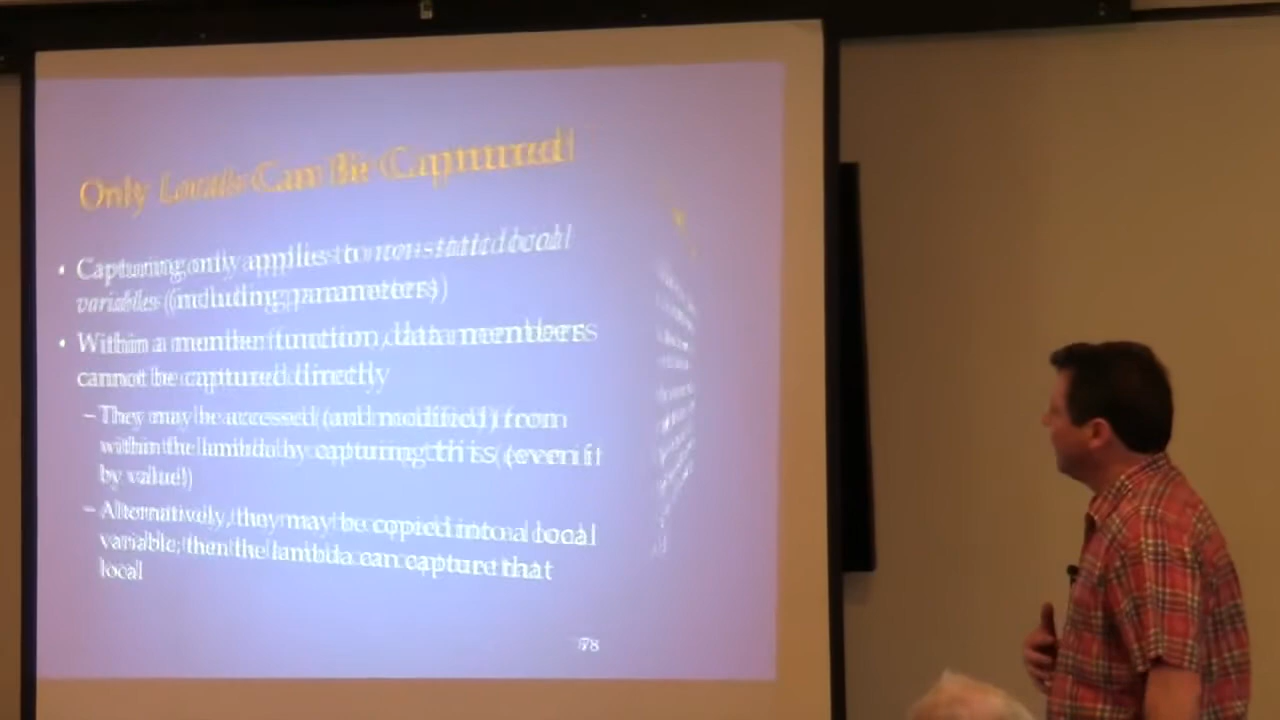 Only Locals Can Be Captured!
• Capturing only applies to non-static local
variables (including parameters)
• Within a member function, data members
cannot be captured directly
– They may be accessed (and modified) from
within the lambda by capturing this (even if
by value!)
– Alternatively, they may be copied into a local
variable; then the lambda can capture that
local
78